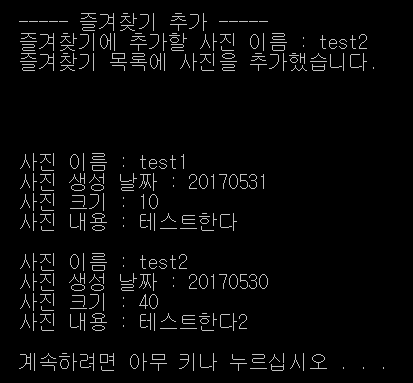 ----- 즐겨찾기 추가 -----
즐겨찾기에 추가할 사진 이름 : test2
즐겨찾기 목록에 사진을 추가했습니다.
사진 이름 : test1
사진 생성 날짜 : 20170531
사진 크기 : 10
사진 내용 : 테스트한다
사진 이름 : test2
사진 생성 날짜 : 20170530
사진 크기 : 40
사진 내용 : 테스트한다2
계속하려면 아무 키나 누르십시오 . . .